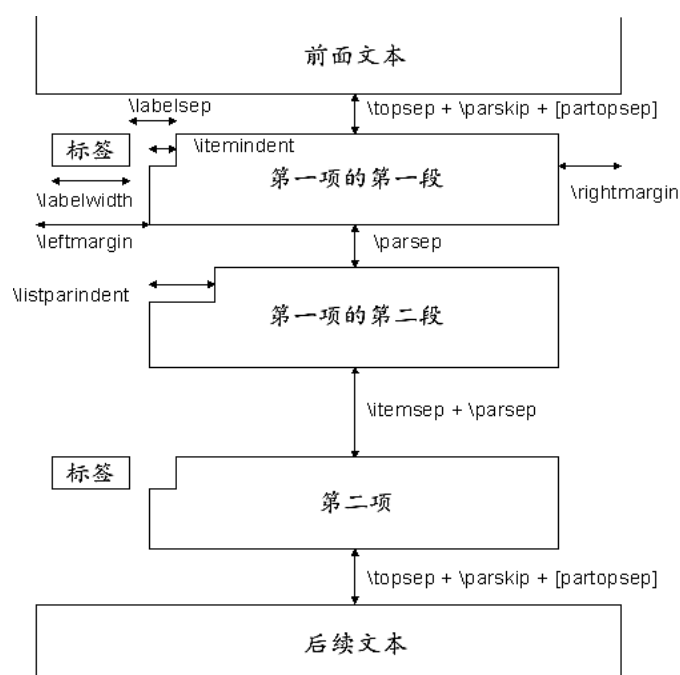 前面文本
\labelsep
\topsep + \parskip + [partopsep]
标签
\itemindent
第一项的第一段
\labelwidth
\rightmargin
\leftmargin
\parsep
\listparindent
第一项的第二段
\itemsep + \parsep
标签
第二项
\topsep + \parskip + [partopsep]
后续文本